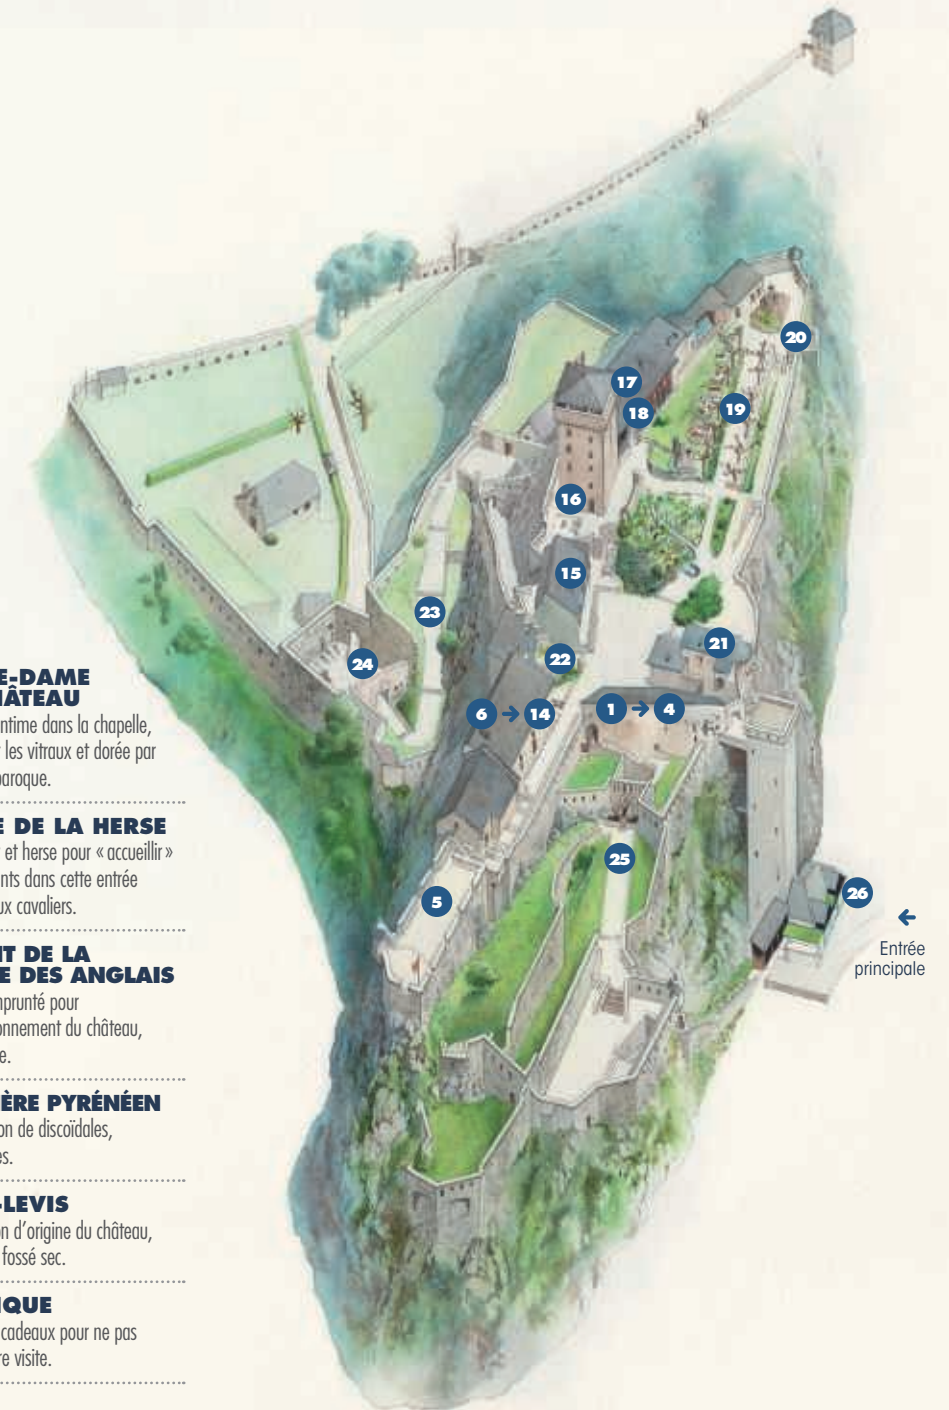 E-DAME
HÂTEAU
ntime dans la chapelle,
les vitraux et dorée par
baroque.
E DE LA HERSE
et herse pour « accueillir »
nts dans cette entrée
ux cavaliers.
T DE LA
E DES ANGLAIS
mprunté pour
onnement du château,
e.
ÈRE PYRÉNÉEN
on de discoïdales,
es.
-LEVIS
on d'origine du château,
fossé sec.
IQUE
cadeaux pour ne pas
re visite.
20
17
18
19
16
15
23
24
21
22
6 → 14
1 → 4
25
5
26
←
Entrée
principale